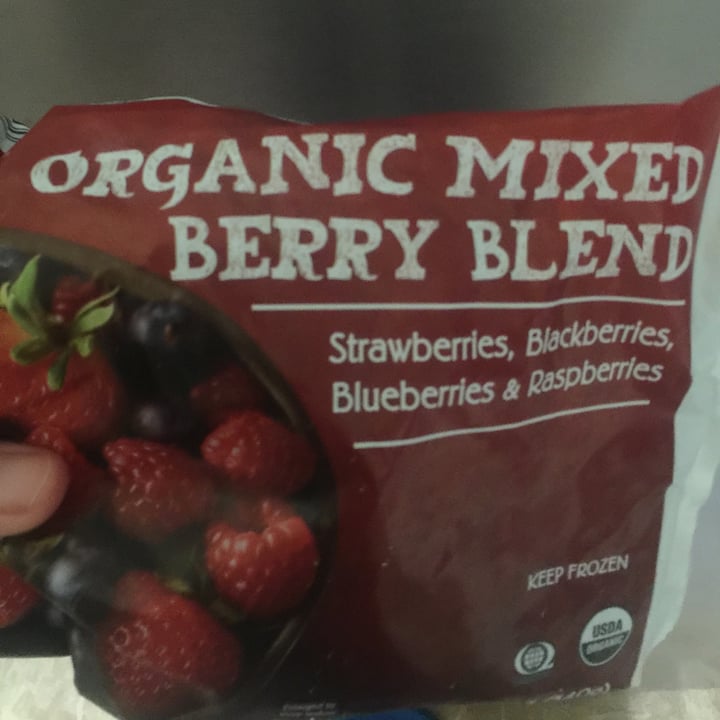 ORGANIC MIXED
BERRY BLEND
Strawberries, Blackberries,
Blueberries & Raspberries
KEEP FROZEN
USDA
ORGANIC